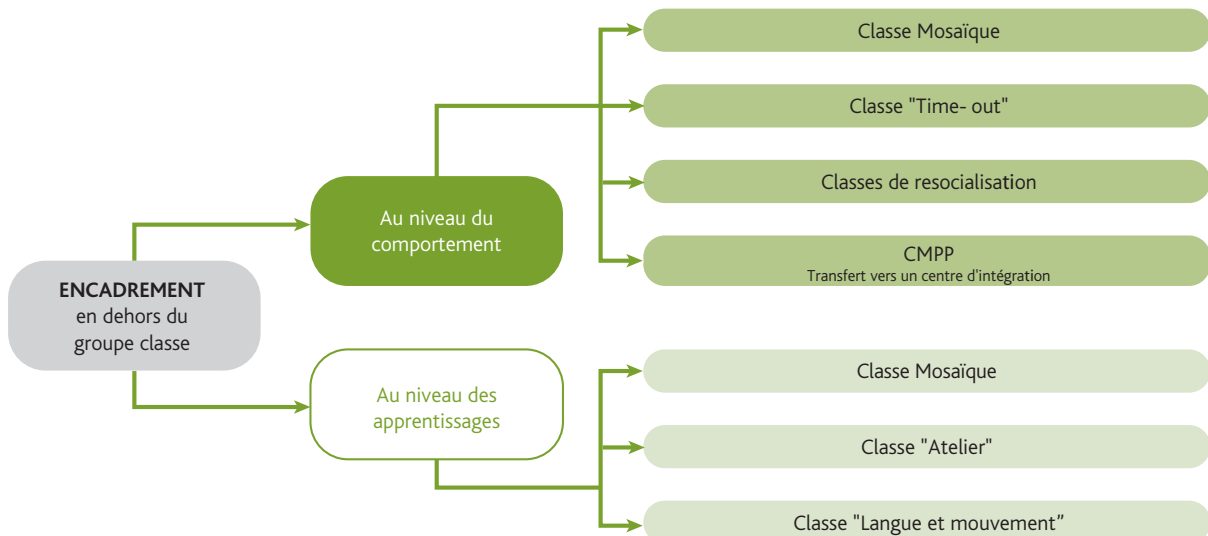 Classe Mosaïque
Classe "Time- out"
Classes de resocialisation
Au niveau du
comportement
CMPP
Transfert vers un centre d'intégration
ENCADREMENT
en dehors du
groupe classe
Au niveau des
apprentissages
Classe Mosaïque
Classe "Atelier"
Classe "Langue et mouvement”